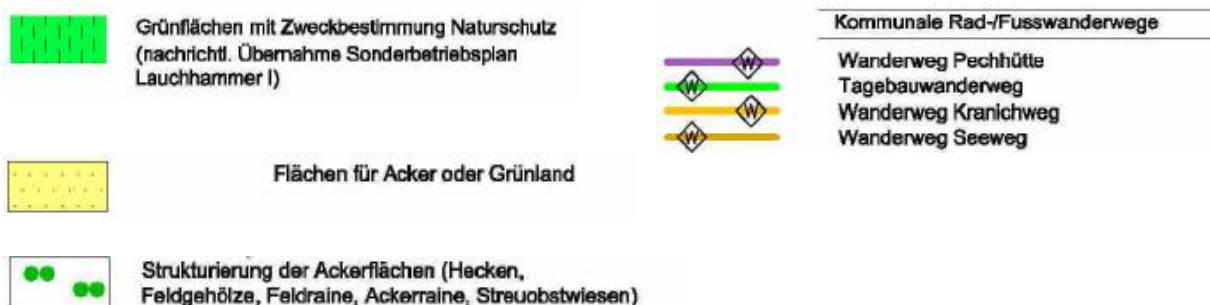 Grünflächen mit Zweckbestimmung Naturschutz
(nachrichtl. Übernahme Sonderbetriebsplan
Lauchhammer I)
Flächen für Acker oder Grünland
Strukturierung der Ackerflächen (Hecken,
Feldgehölze, Feldraine, Ackerraine, Streuobstwiesen)
Kommunale Rad-/Fusswanderwege
W Wanderweg Pechhütte
W Tagebauwanderweg
W Wanderweg Kranichweg
W Wanderweg Seeweg